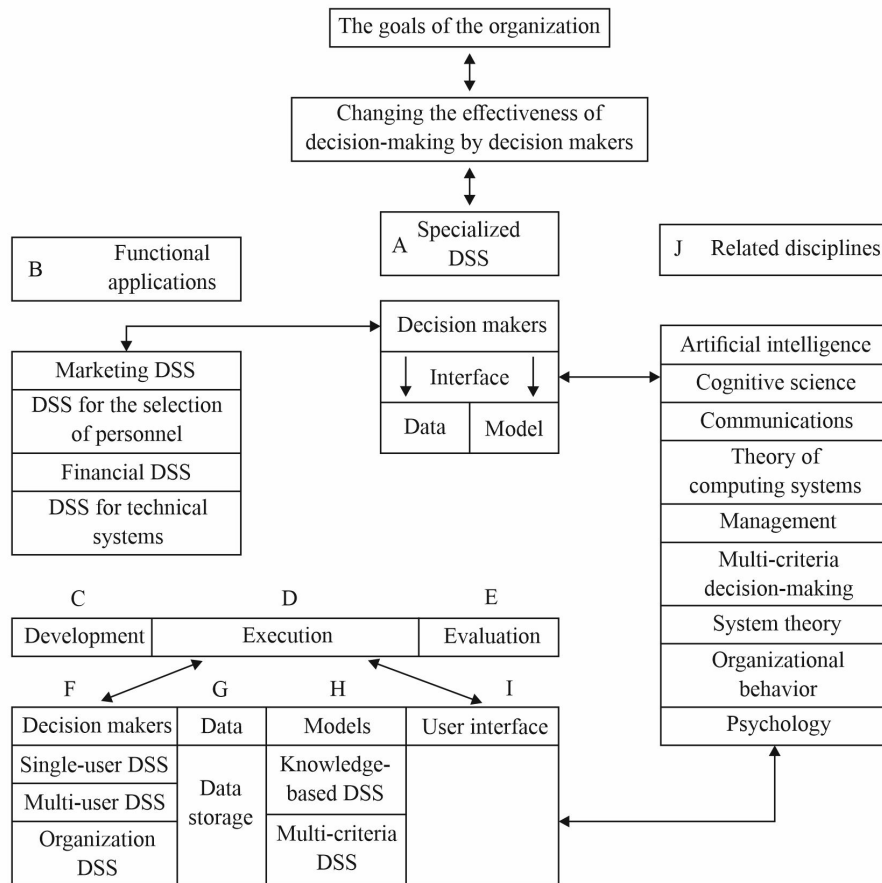 The goals of the organization
Changing the effectiveness of
decision-making by decision makers
A Specialized
DSS
B Functional
applications
J Related disciplines
Decision makers
Interface
Data Model
Marketing DSS
DSS for the selection
of personnel
Financial DSS
DSS for technical
systems
Artificial intelligence
Cognitive science
Communications
Theory of
computing systems
Management
Multi-criteria
decision-making
System theory
Organizational
behavior
Psychology
C D E
Development Execution Evaluation
F G H I
Decision makers Data Models User interface
Single-user DSS
Multi-user DSS
Organization
DSS
Data
storage
Knowledge-
based DSS
Multi-criteria
DSS